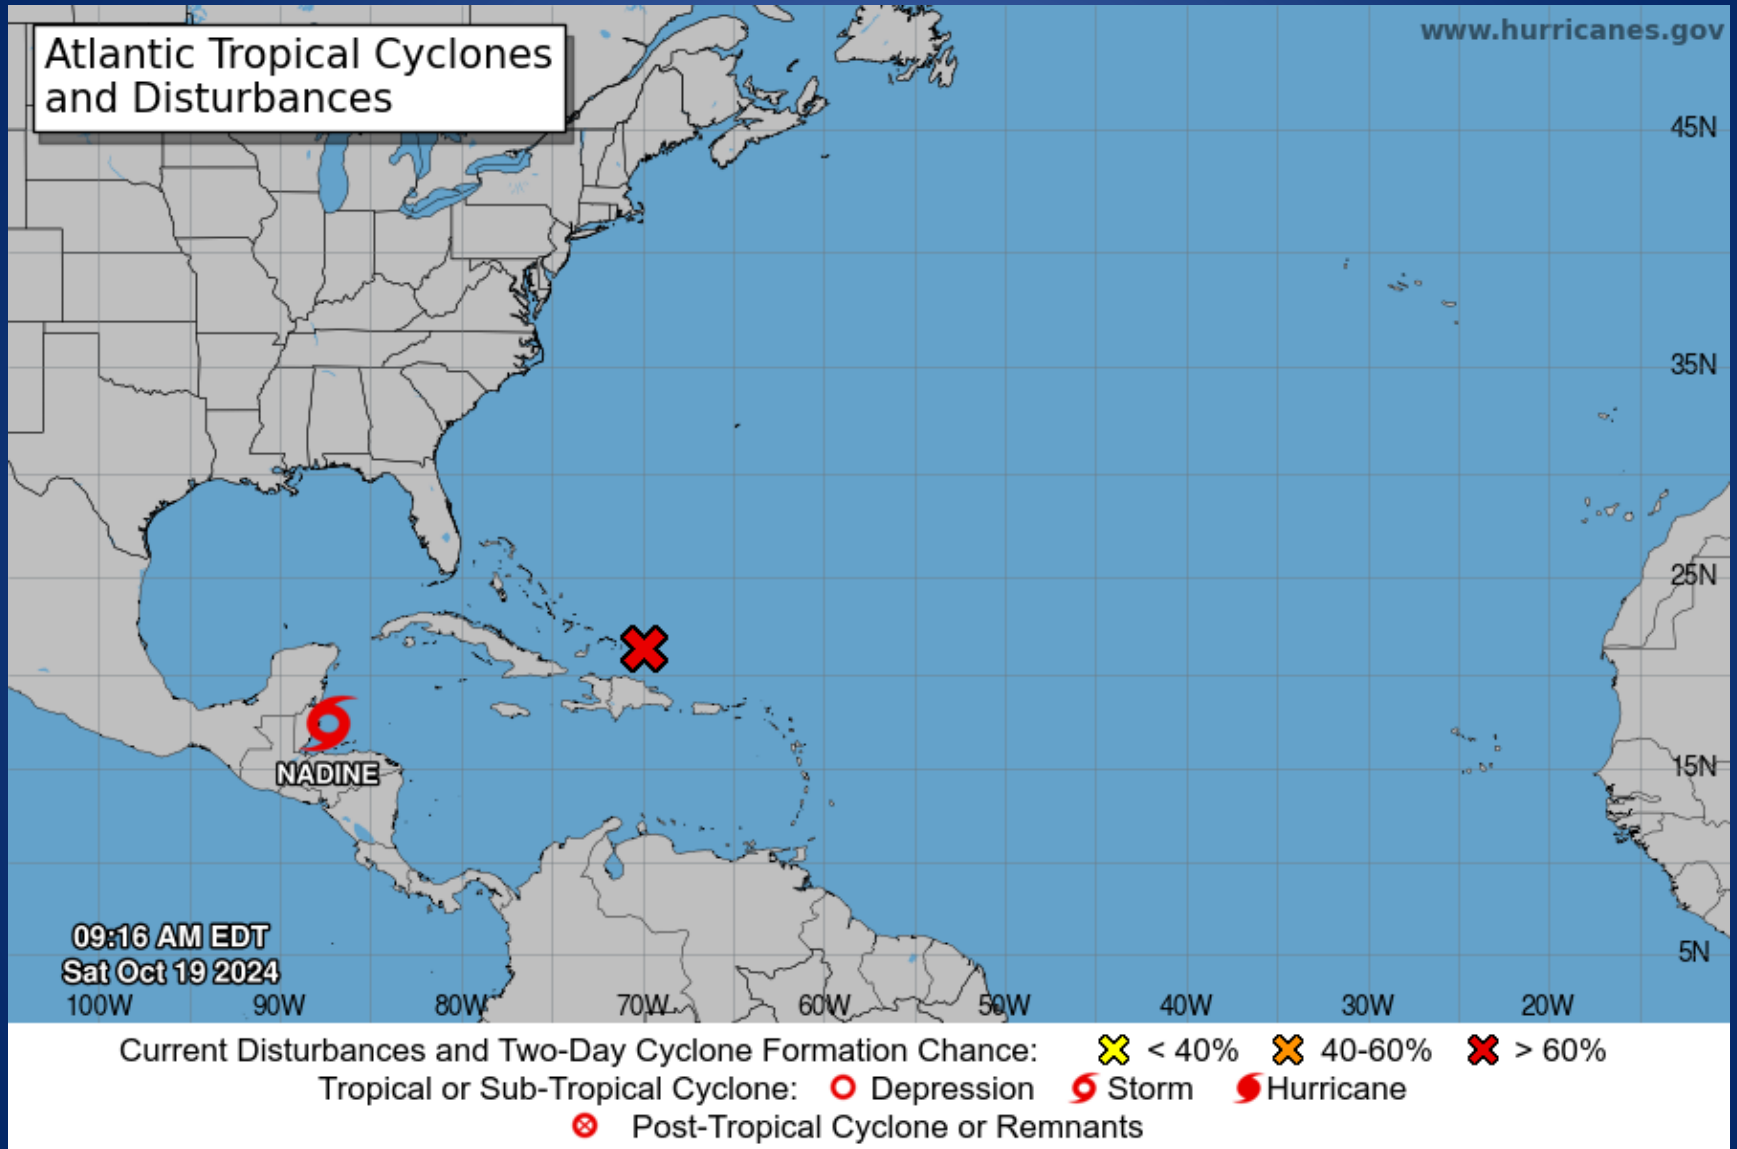 Atlantic Tropical Cyclones
and Disturbances
www.hurricanes.gov
45N
35N
25N
15N
5N
NADINE
09:16 AM EDT
Sat Oct 19 2024
100W 90W 80W 70W 60W 50W 40W 30W 20W
Current Disturbances and Two-Day Cyclone Formation Chance: < 40% 40-60% > 60%
Tropical or Sub-Tropical Cyclone: Depression Storm Hurricane
Post-Tropical Cyclone or Remnants